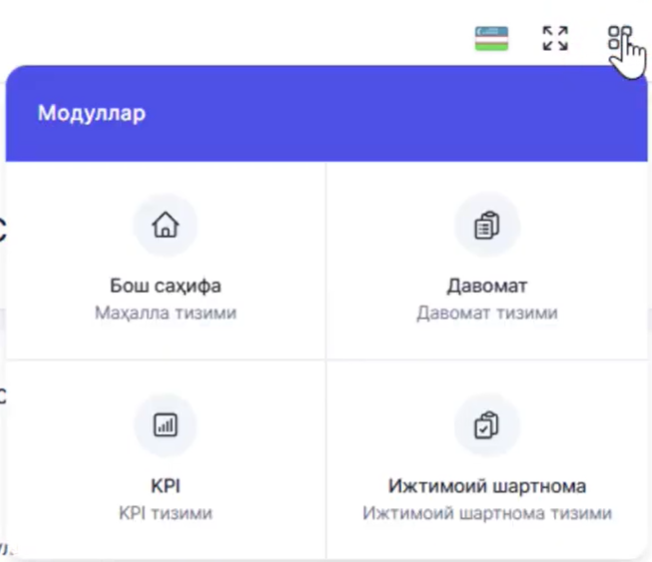 Модуллар
Бош саҳифа
Маҳалла тизими
Давомат
Давомат тизими
KPI
KPI тизими
Ижтимоий шартнома
Ижтимоий шартнома тизими